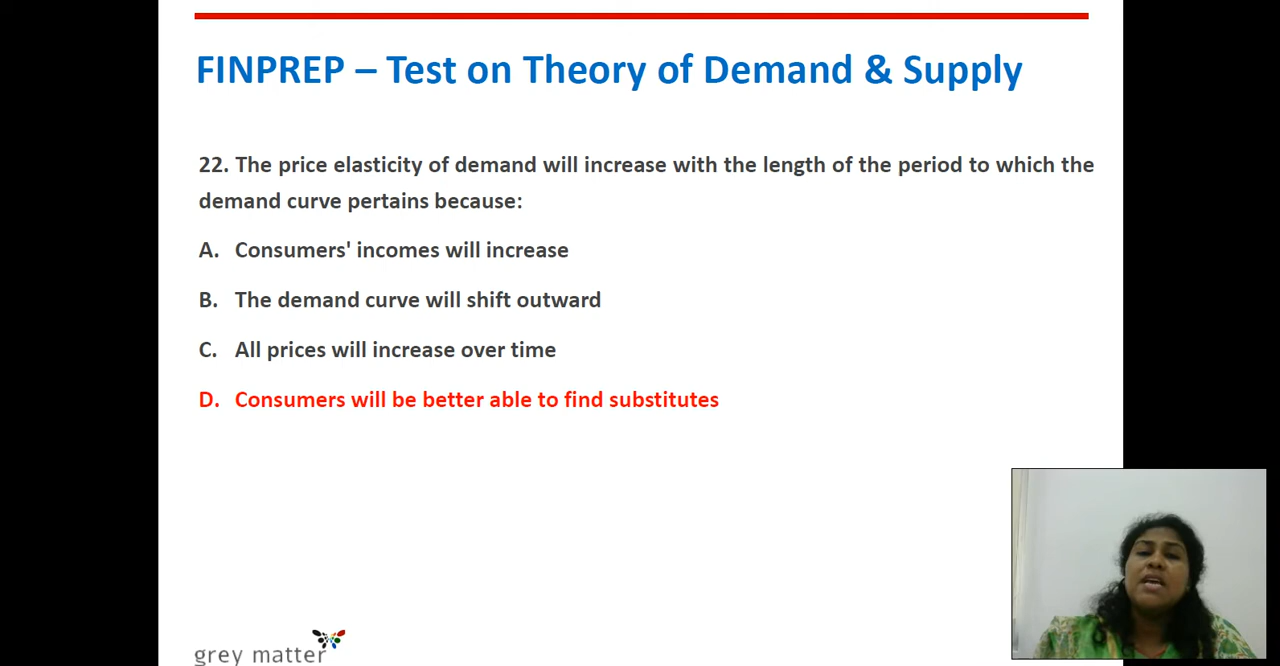 FINPREP – Test on Theory of Demand & Supply
22. The price elasticity of demand will increase with the length of the period to which the
demand curve pertains because:
A. Consumers' incomes will increase
B. The demand curve will shift outward
C. All prices will increase over time
D. Consumers will be better able to find substitutes
grey matter